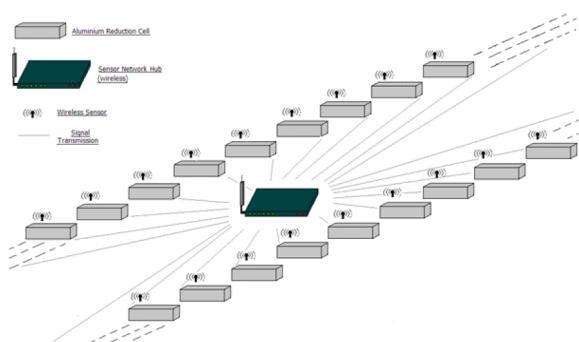 Aluminium Reduction Cell
Sensor Network Hub
(wireless)
Wireless Sensor
Signal
Transmission